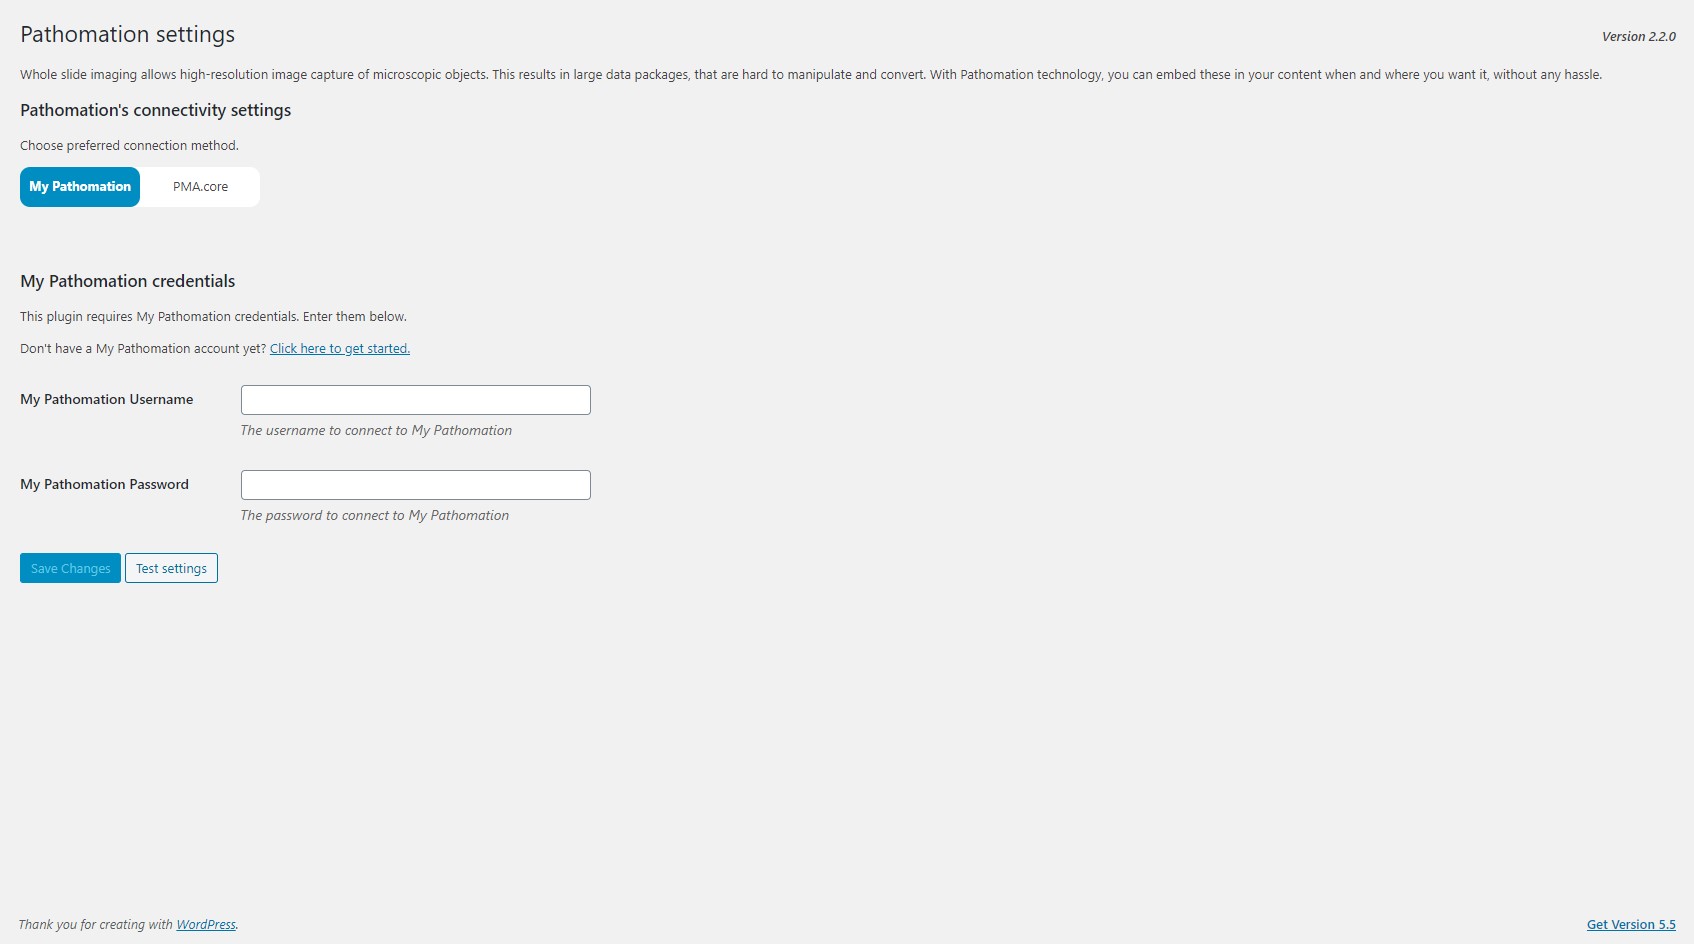 Pathomation settings
Version 2.2.0
Whole slide imaging allows high-resolution image capture of microscopic objects. This results in large data packages, that are hard to manipulate and convert. With Pathomation technology, you can embed these in your content when and where you want it, without any hassle.
Pathomation's connectivity settings
Choose preferred connection method.
My Pathomation PMA.core
My Pathomation credentials
This plugin requires My Pathomation credentials. Enter them below.
Don't have a My Pathomation account yet? Click here to get started.
My Pathomation Username
The username to connect to My Pathomation
My Pathomation Password
The password to connect to My Pathomation
Save Changes Test settings
Thank you for creating with WordPress.
Get Version 5.5